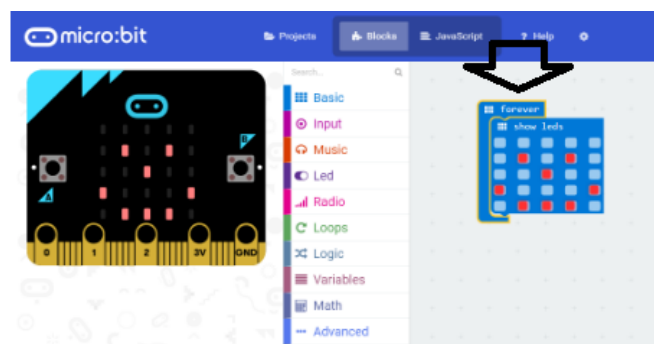 micro:bit
Projects
Blocks
JavaScript
? Help
Search...
Basic
Input
Music
Led
Radio
Loops
Logic
Variables
Math
Advanced
forever
show leds
B
A
0 1 2 3V GND